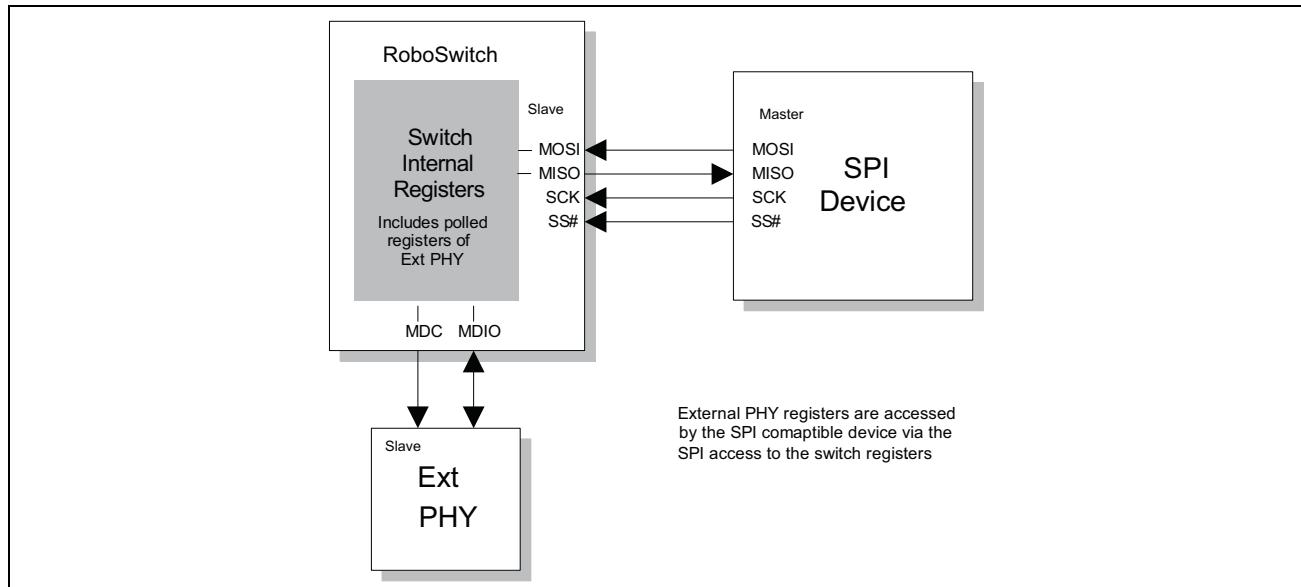 RoboSwitch
Slave
Switch
Internal
Registers
Includes polled
registers of
Ext PHY
MOSI
MISO
SCK
SS#
MDC MDIO
Master
MOSI
MISO
SCK
SS#
SPI
Device
Slave
Ext
PHY
External PHY registers are accessed
by the SPI comaptible device via the
SPI access to the switch registers